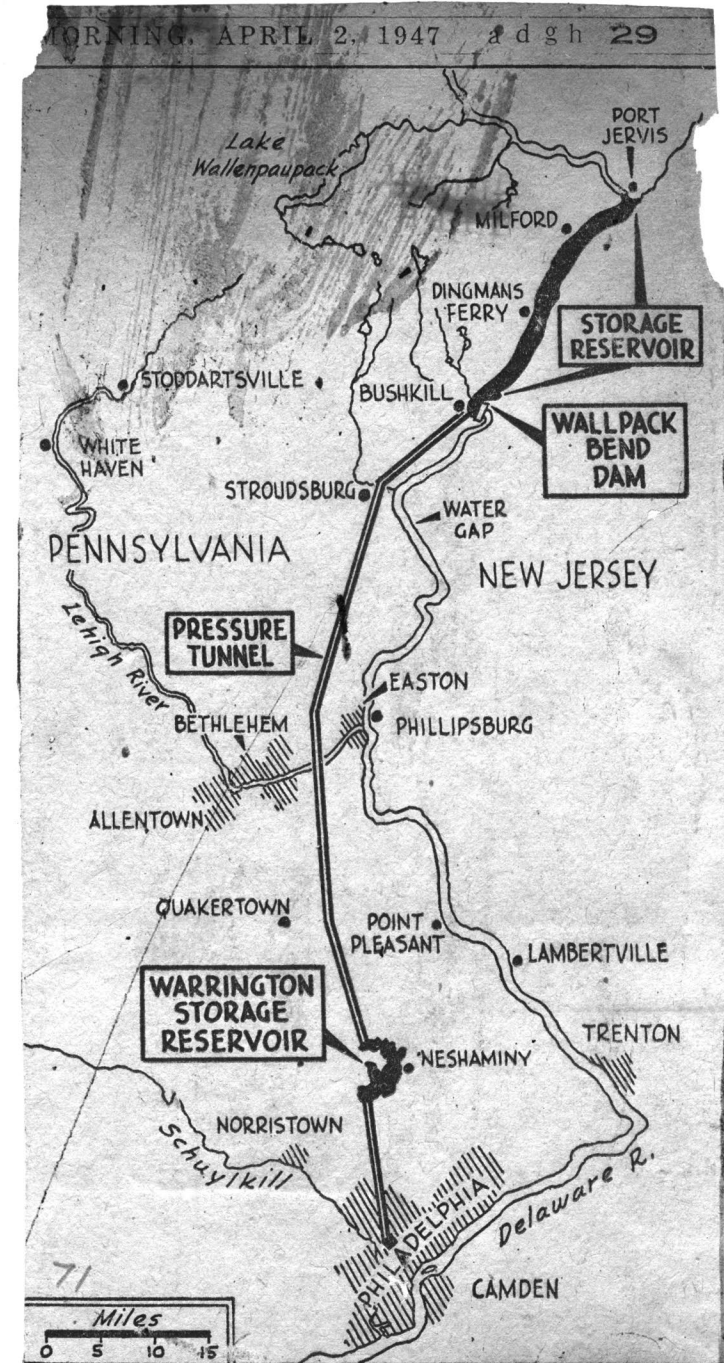 MORNING, APRIL 2, 1947 a d g h 29
PORT
JERVIS
Lake
Wallenpaupack
MILFORD
DINGMANS
FERRY
STORAGE
RESERVOIR
STODDARTSVILLE
BUSHKILL
WALLPACK
BEND
DAM
WHITE
HAVEN
STROUDSBURG
WATER
GAP
PENNSYLVANIA
NEW JERSEY
Lehigh River
PRESSURE
TUNNEL
EASTON
BETHLEHEM
PHILLIPSBURG
ALLENTOWN
QUAKERTOWN
POINT
PLEASANT
LAMBERTVILLE
WARRINGTON
STORAGE
RESERVOIR
TRENTON
NESHAMINY
NORRISTOWN
Schuylkill
PHILADELPHIA
Delaware R.
CAMDEN
71
Miles
0 5 10 15